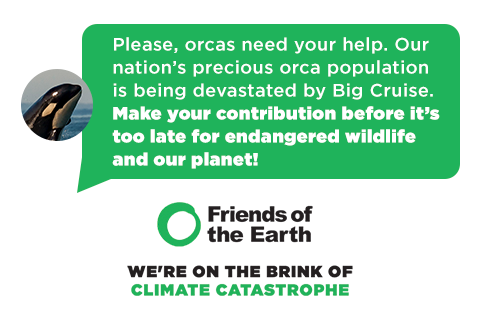 Please, orcas need your help. Our
nation’s precious orca population
is being devastated by Big Cruise.
Make your contribution before it’s
too late for endangered wildlife
and our planet!
Friends of
the Earth
WE'RE ON THE BRINK OF
CLIMATE CATASTROPHE